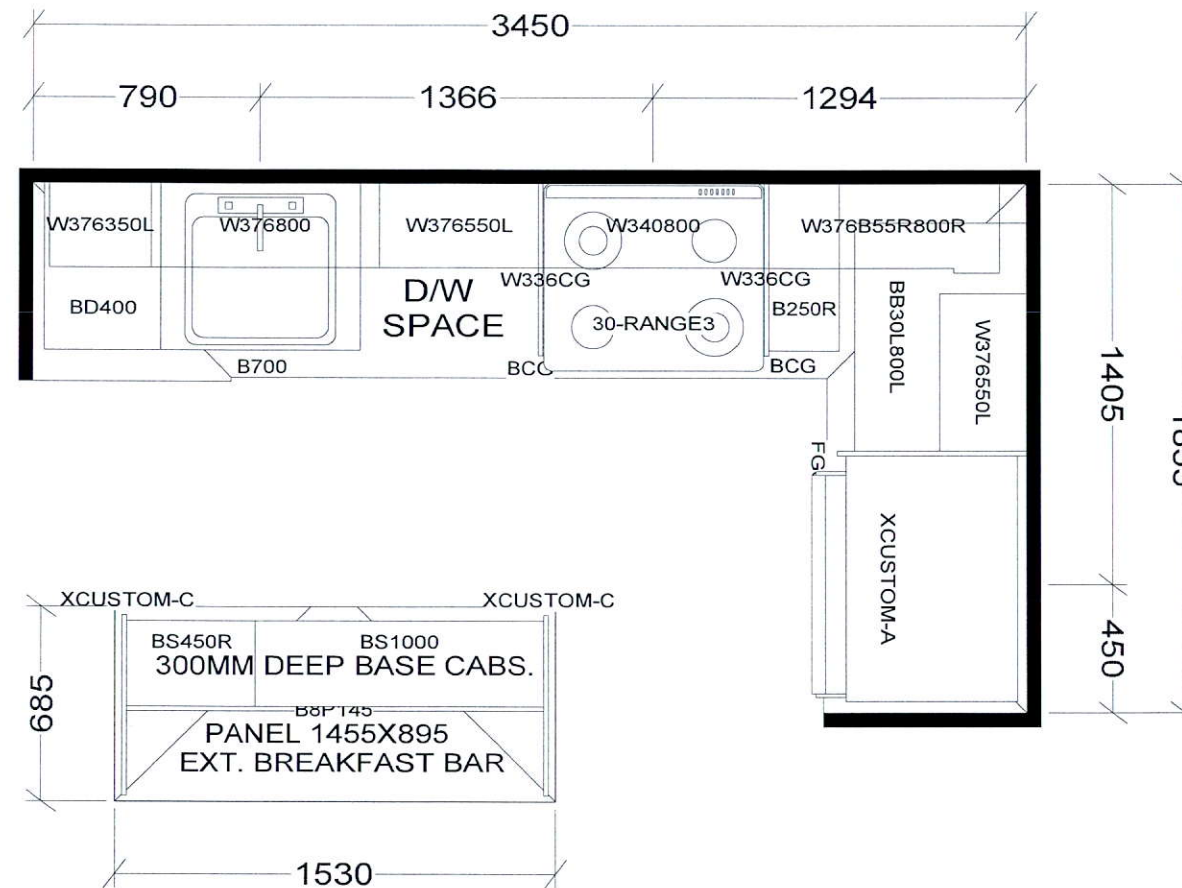 3450
790
1366
1294
W376350L
W376800
W376550L
W340800
W376B55R800R
W336CG
W336CG
BD400
D/W
SPACE
30-RANGE3
B250R
BB30L800L
W376550L
B700
BCG
BCG
1405
FG
XCUSTOM-A
450
XCUSTOM-C
XCUSTOM-C
BS450R
BS1000
300MM DEEP BASE CABS.
685
PANEL 1455X895
EXT. BREAKFAST BAR
1530